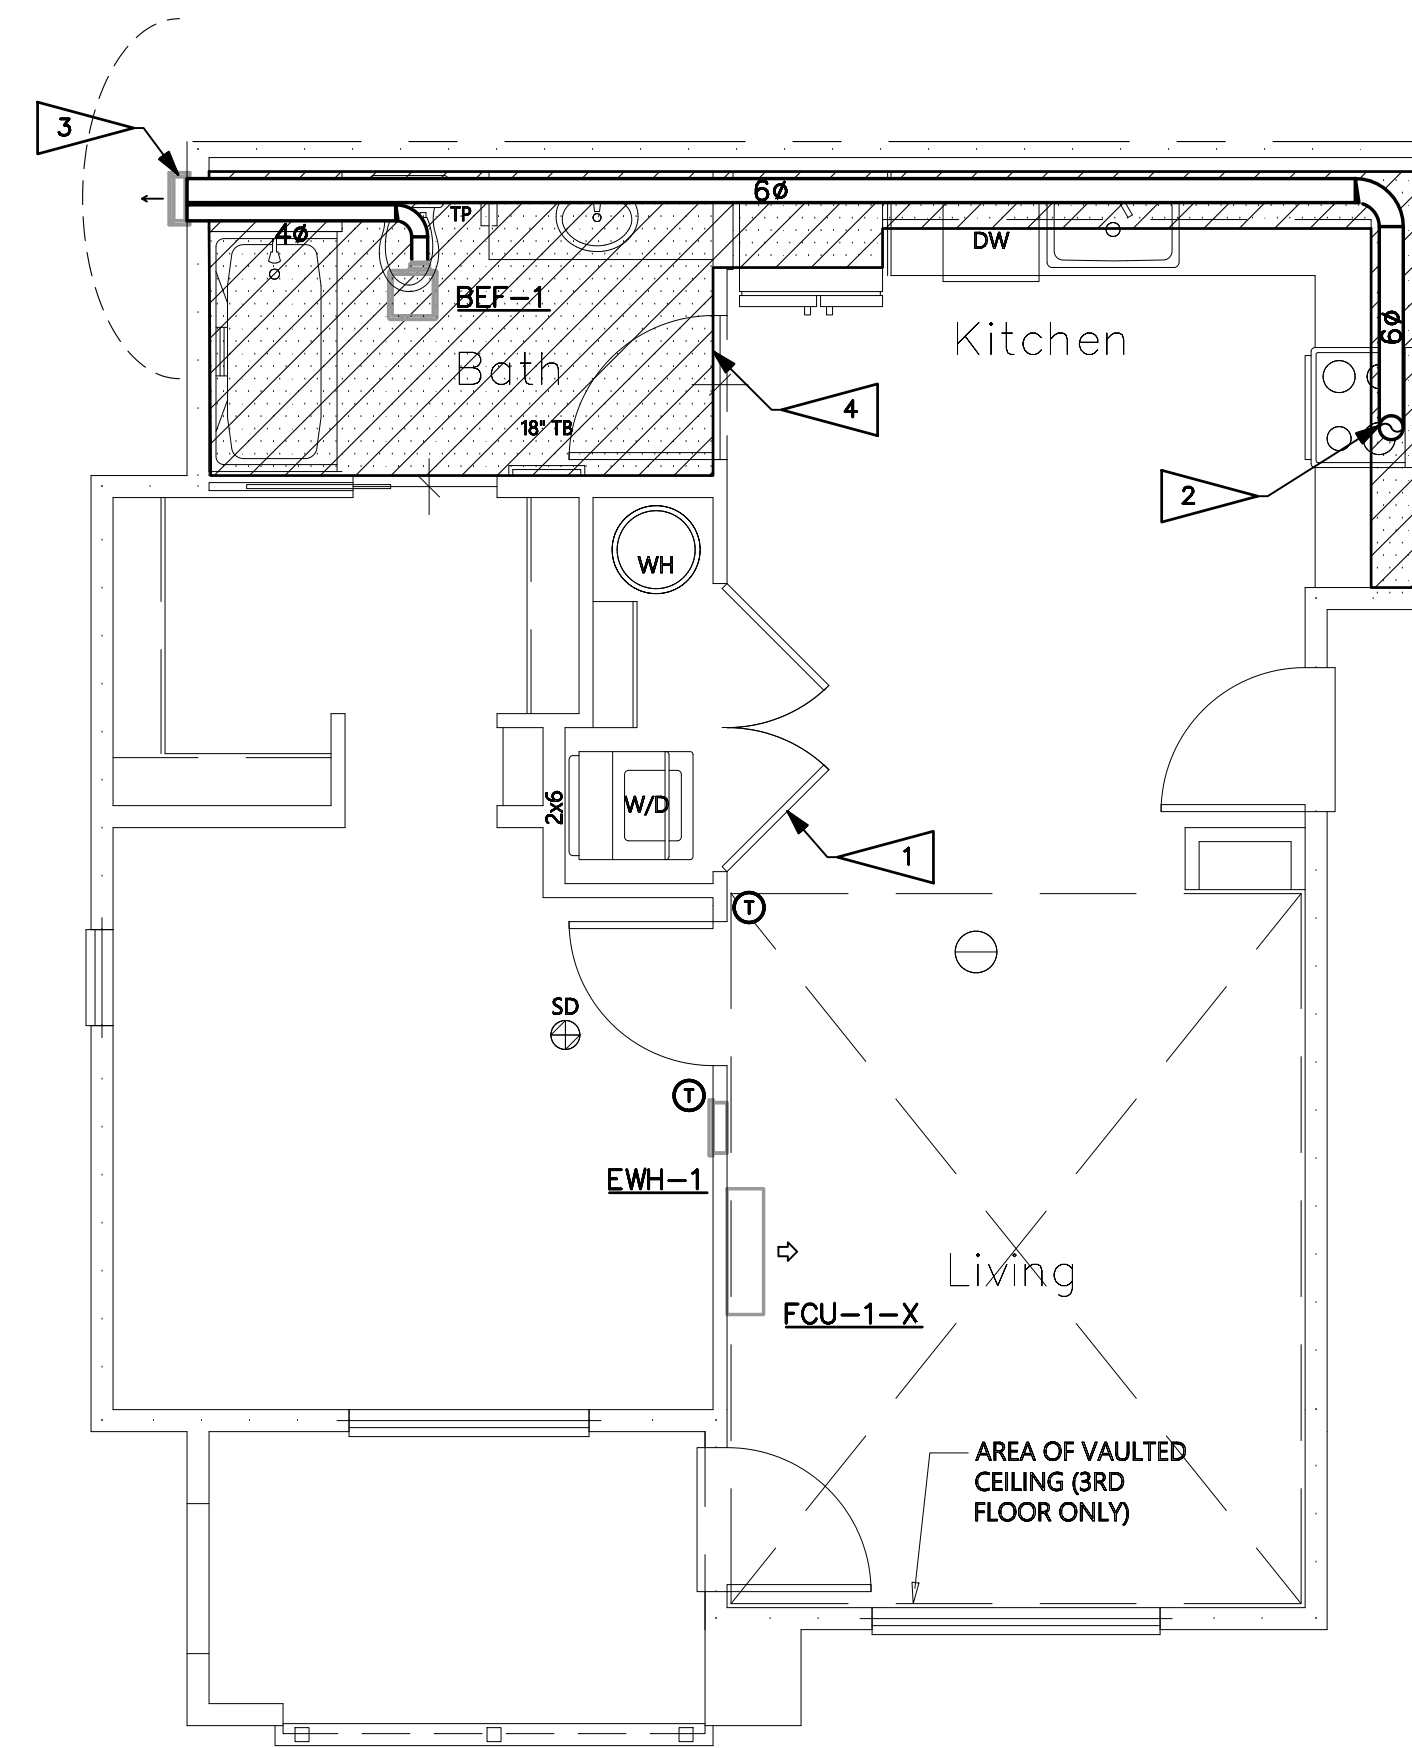 3
6ø
TP
4ø
DW
BEF-1
Kitchen
6ø
Bath
4
18" TB
2
WH
2x6
W/D
1
T
SD
T
EWH-1
Living
FCU-1-X
AREA OF VAULTED
CEILING (3RD
FLOOR ONLY)